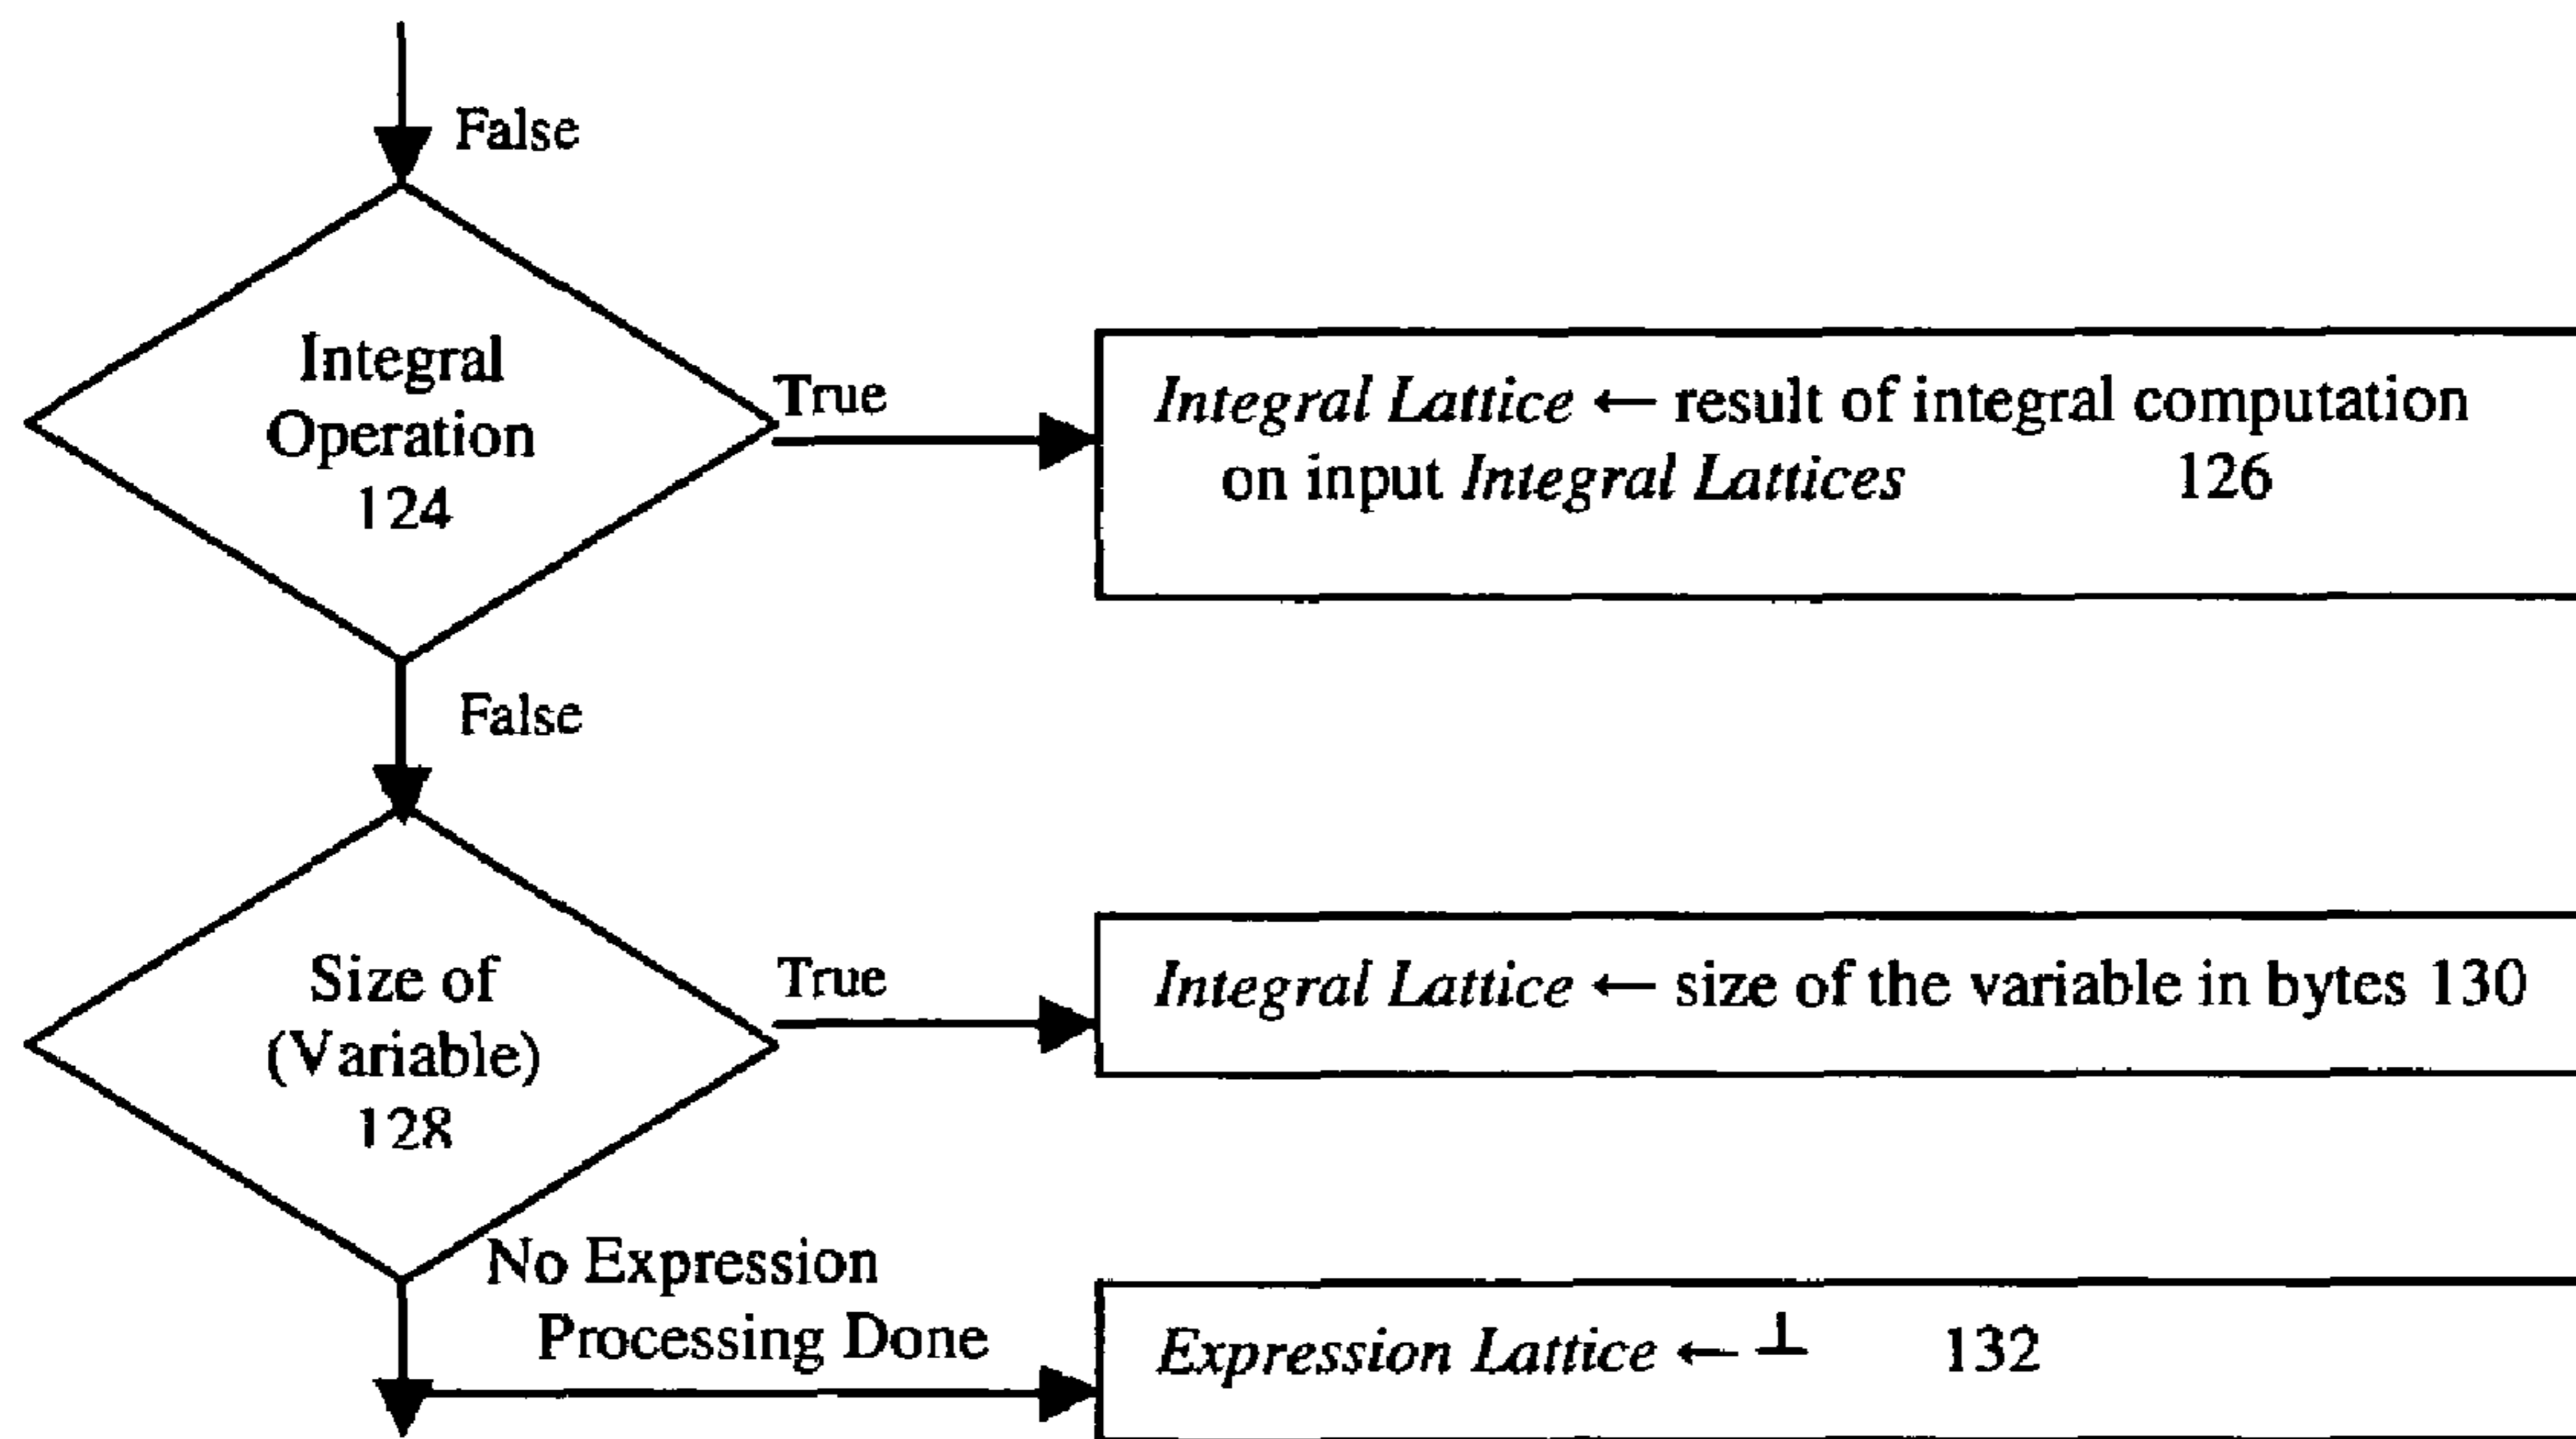 False
Integral
Operation
124
True
Integral Lattice ← result of integral computation
on input Integral Lattices 126
False
Size of
(Variable)
128
True
Integral Lattice ← size of the variable in bytes 130
No Expression
Processing Done
Expression Lattice ← ⊥ 132